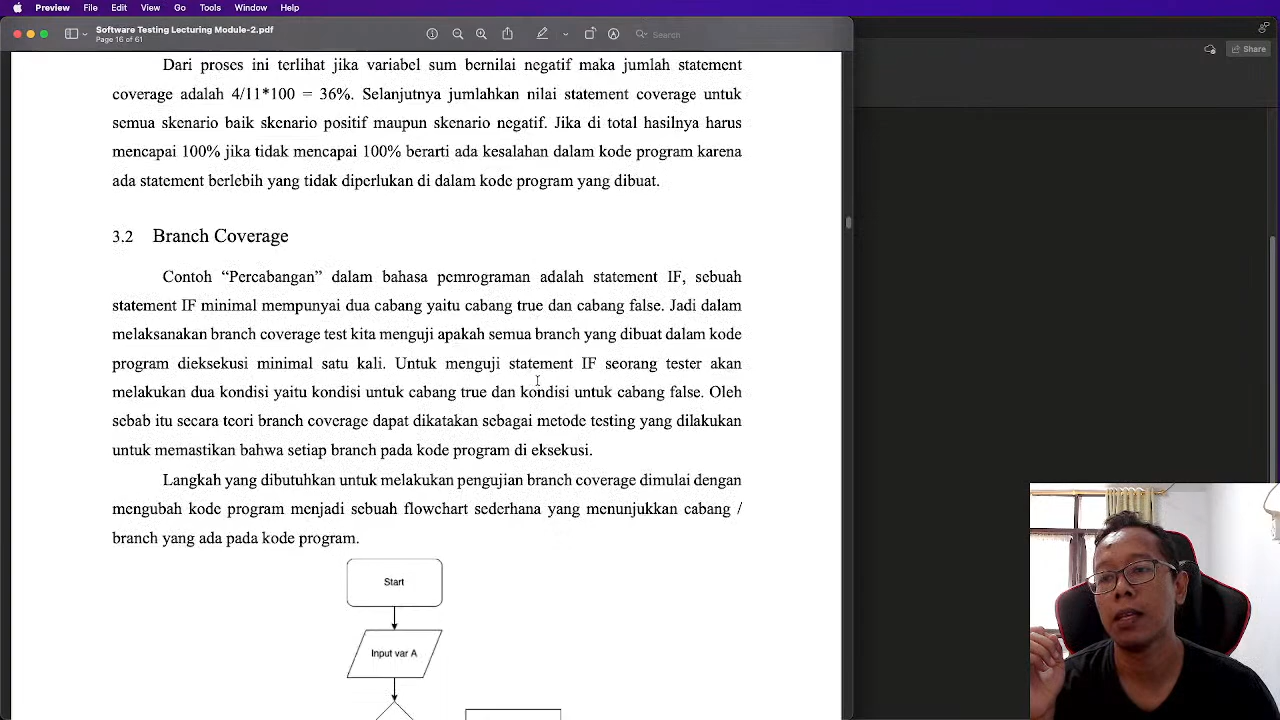 Preview File Edit View Go Tools Window Help
Software Testing Lecturing Module-2.pdf
Page 16 of 61
Search
Share
Dari proses ini terlihat jika variabel sum bernilai negatif maka jumlah statement
coverage adalah 4/11*100 = 36%. Selanjutnya jumlahkan nilai statement coverage untuk
semua skenario baik skenario positif maupun skenario negatif. Jika di total hasilnya harus
mencapai 100% jika tidak mencapai 100% berarti ada kesalahan dalam kode program karena
ada statement berlebih yang tidak diperlukan di dalam kode program yang dibuat.
3.2 Branch Coverage
Contoh “Percabangan” dalam bahasa pemrograman adalah statement IF, sebuah
statement IF minimal mempunyai dua cabang yaitu cabang true dan cabang false. Jadi dalam
melaksanakan branch coverage test kita menguji apakah semua branch yang dibuat dalam kode
program dieksekusi minimal satu kali. Untuk menguji statement IF seorang tester akan
melakukan dua kondisi yaitu kondisi untuk cabang true dan kondisi untuk cabang false. Oleh
sebab itu secara teori branch coverage dapat dikatakan sebagai metode testing yang dilakukan
untuk memastikan bahwa setiap branch pada kode program di eksekusi.
Langkah yang dibutuhkan untuk melakukan pengujian branch coverage dimulai dengan
mengubah kode program menjadi sebuah flowchart sederhana yang menunjukkan cabang /
branch yang ada pada kode program.
Start
Input var A